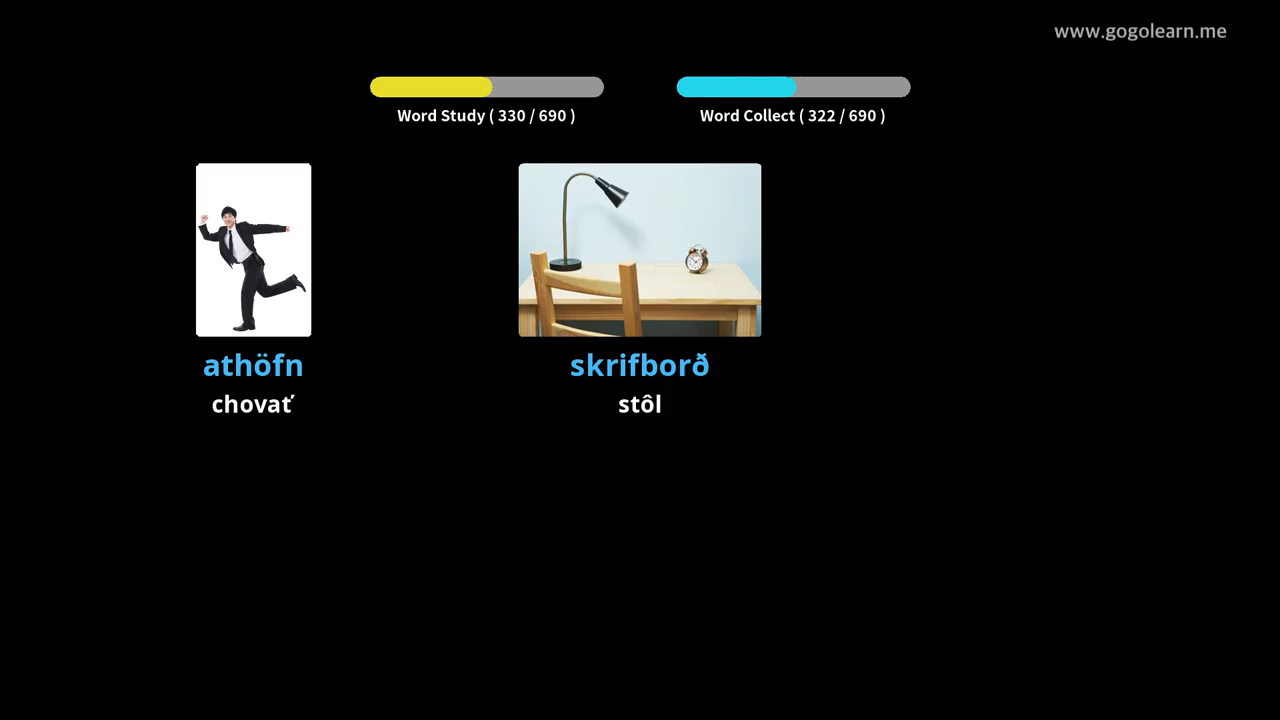 www.gogolearn.me
Word Study ( 330 / 690 )
Word Collect ( 322 / 690 )
athöfn
chovať
skrifborð
stôl